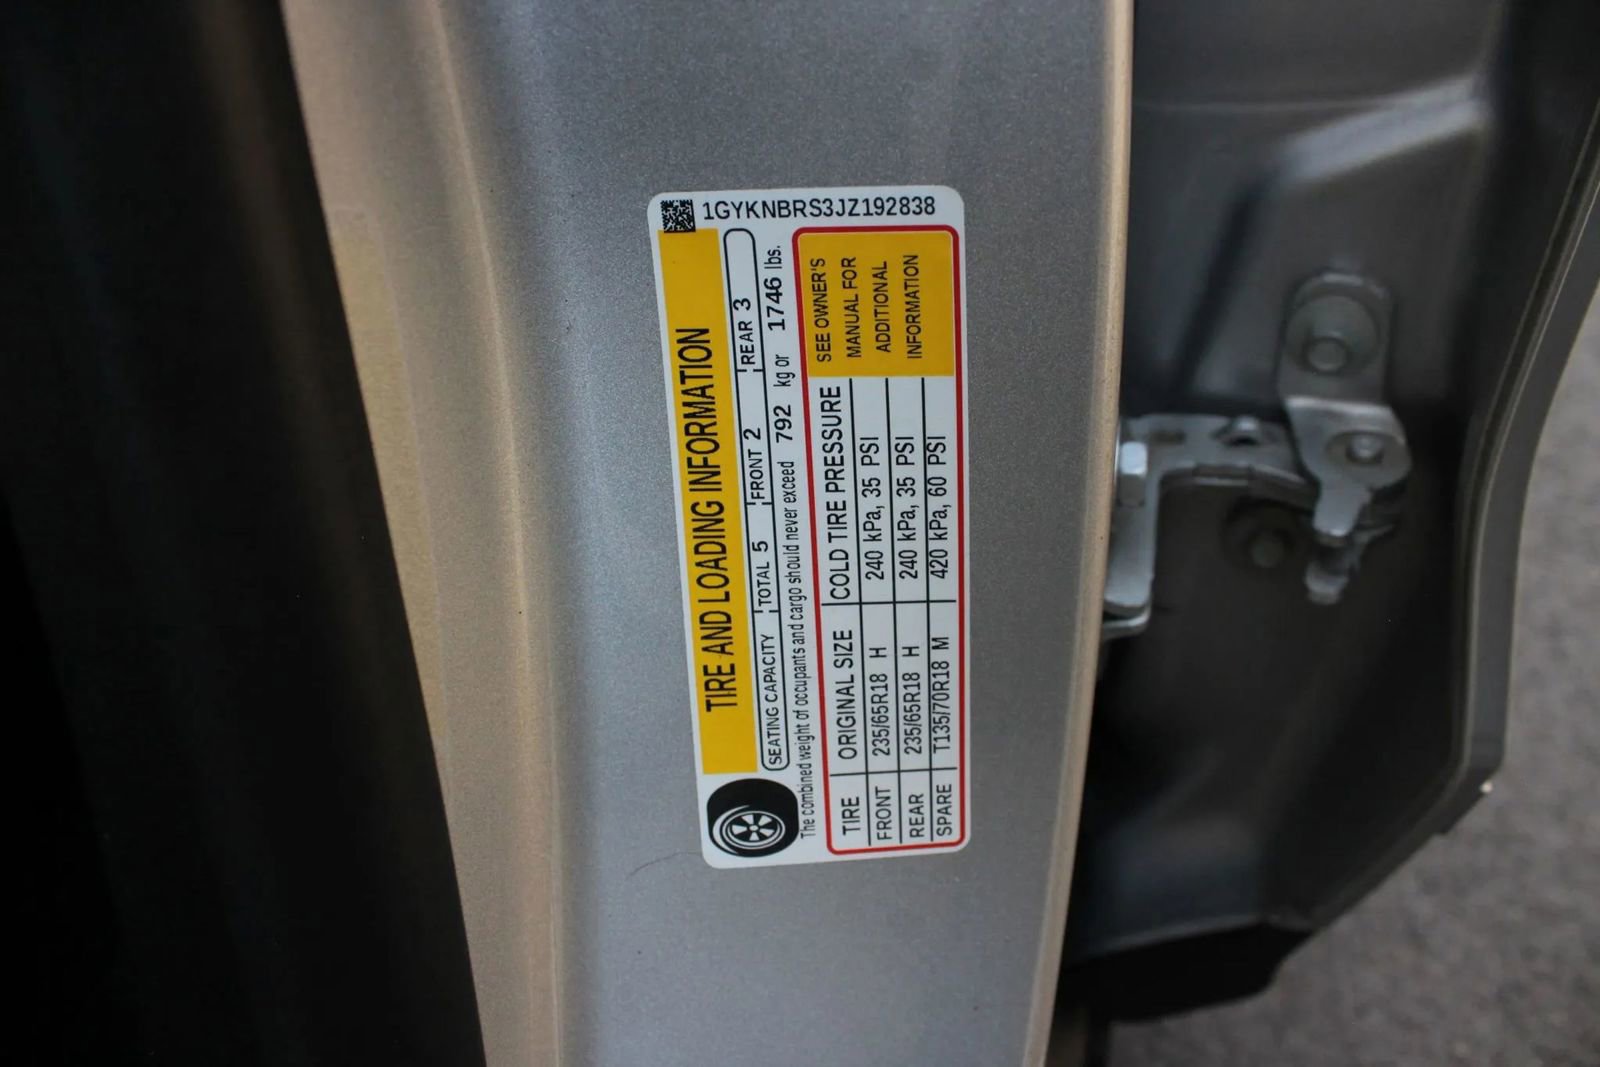 1GYKNBRS3JZ192838
TIRE AND LOADING INFORMATION
SEATING CAPACITY TOTAL 5 FRONT 2 REAR 3
The combined weight of occupants and cargo should never exceed 792 kg or 1746 lbs.
TIRE ORIGINAL SIZE COLD TIRE PRESSURE
FRONT 235/65R18 H 240 kPa, 35 PSI
REAR 235/65R18 H 240 kPa, 35 PSI
SPARE T135/70R18 M 420 kPa, 60 PSI
SEE OWNER'S
MANUAL FOR
ADDITIONAL
INFORMATION